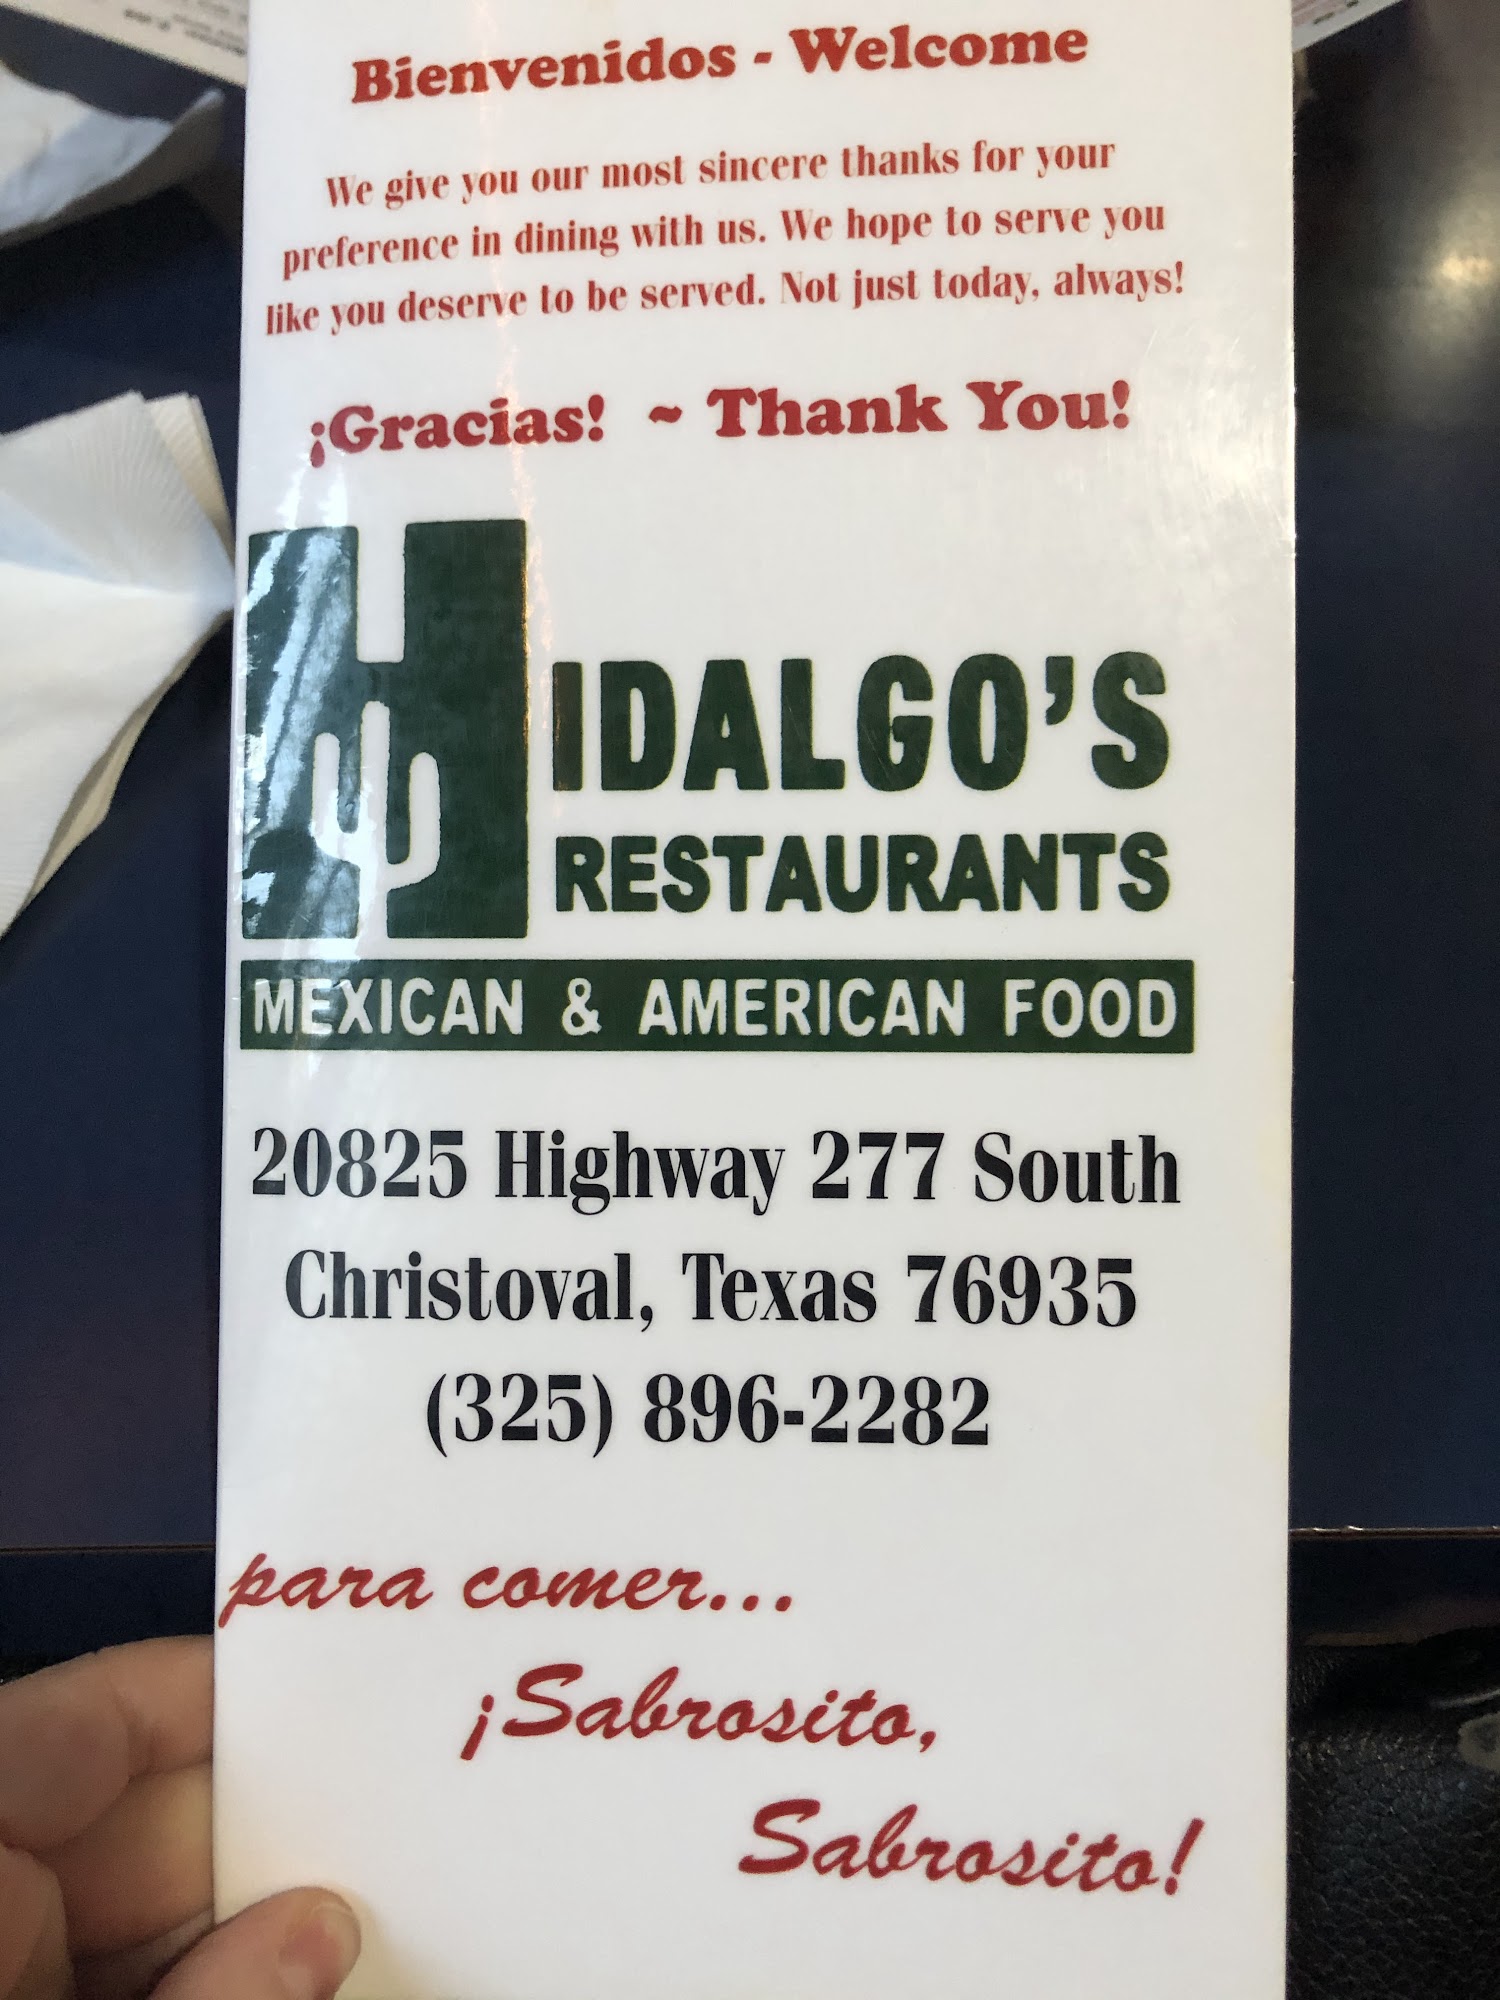 Bienvenidos - Welcome
We give you our most sincere thanks for your
preference in dining with us. We hope to serve you
like you deserve to be served. Not just today, always!
¡Gracias! ~ Thank You!
HIDALGO'S
RESTAURANTS
MEXICAN & AMERICAN FOOD
20825 Highway 277 South
Christoval, Texas 76935
(325) 896-2282
para comer...
¡Sabrosito,
Sabrosito!